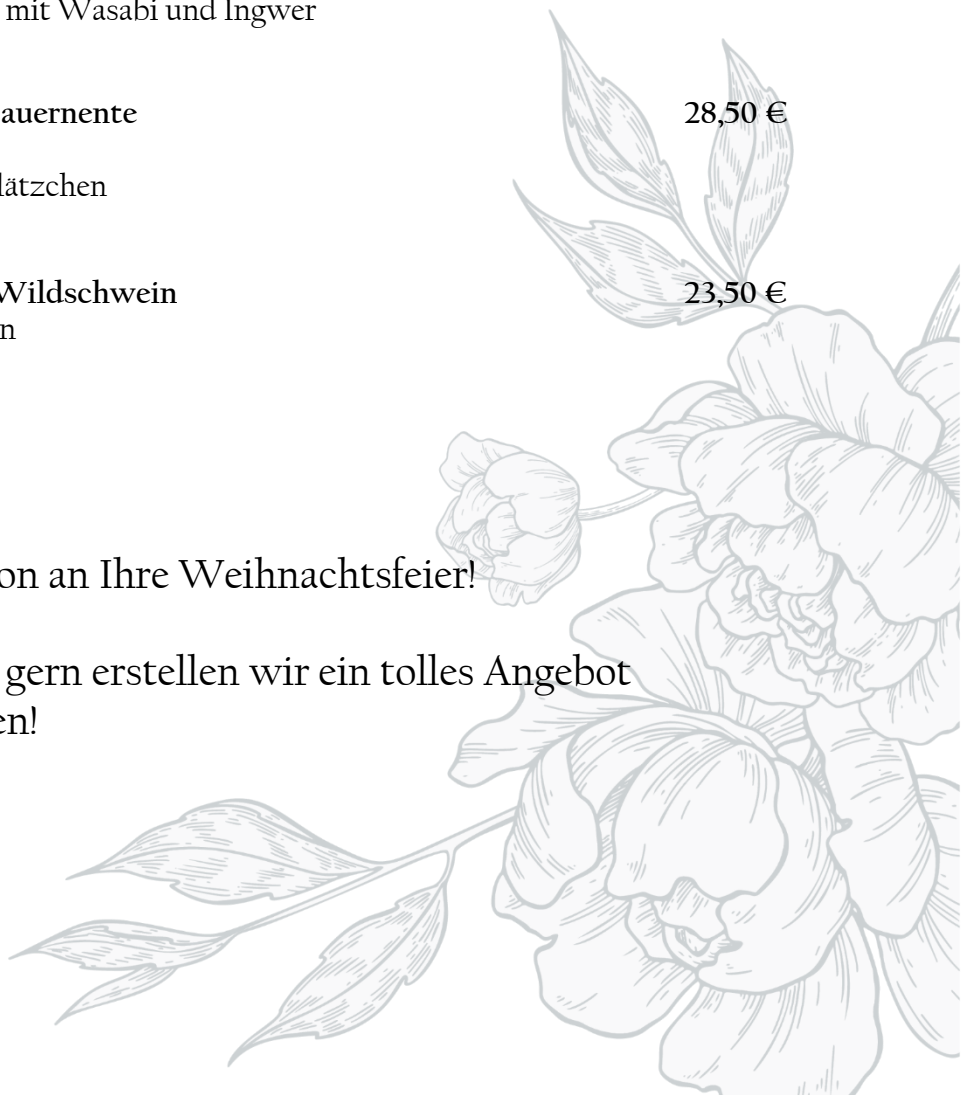 mit Wasabi und Ingwer
auernente 28,50 €
lätzchen
Wildschwein 23,50 €
n
on an Ihre Weihnachtsfeier!
gern erstellen wir ein tolles Angebot
en!